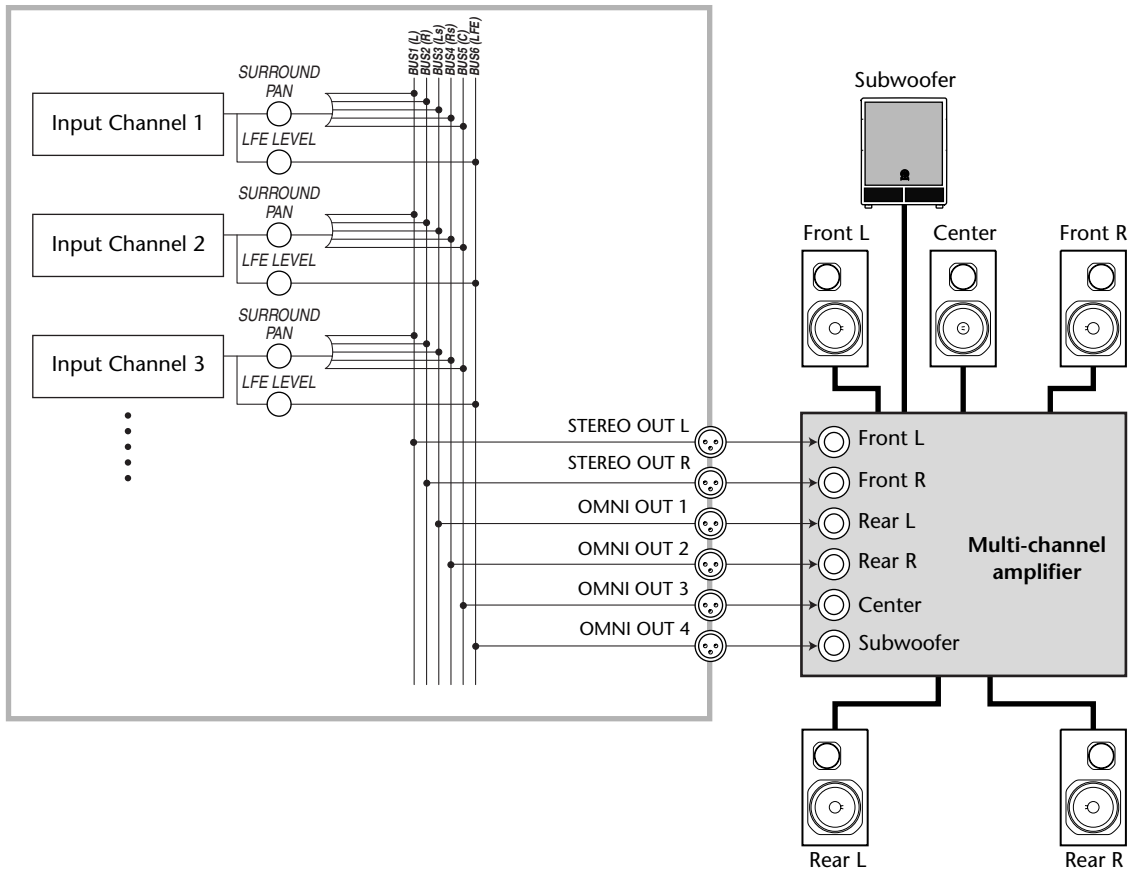 BUS1 (L)
BUS2 (R)
BUS3 (Ls)
BUS4 (Rs)
BUS5 (C)
BUS6 (LFE)
SURROUND
PAN
Input Channel 1
LFE LEVEL
SURROUND
PAN
Input Channel 2
LFE LEVEL
SURROUND
PAN
Input Channel 3
LFE LEVEL
STEREO OUT L
STEREO OUT R
OMNI OUT 1
OMNI OUT 2
OMNI OUT 3
OMNI OUT 4
Subwoofer
Front L
Center
Front R
Front L
Front R
Rear L
Rear R
Center
Subwoofer
Multi-channel
amplifier
Rear L
Rear R